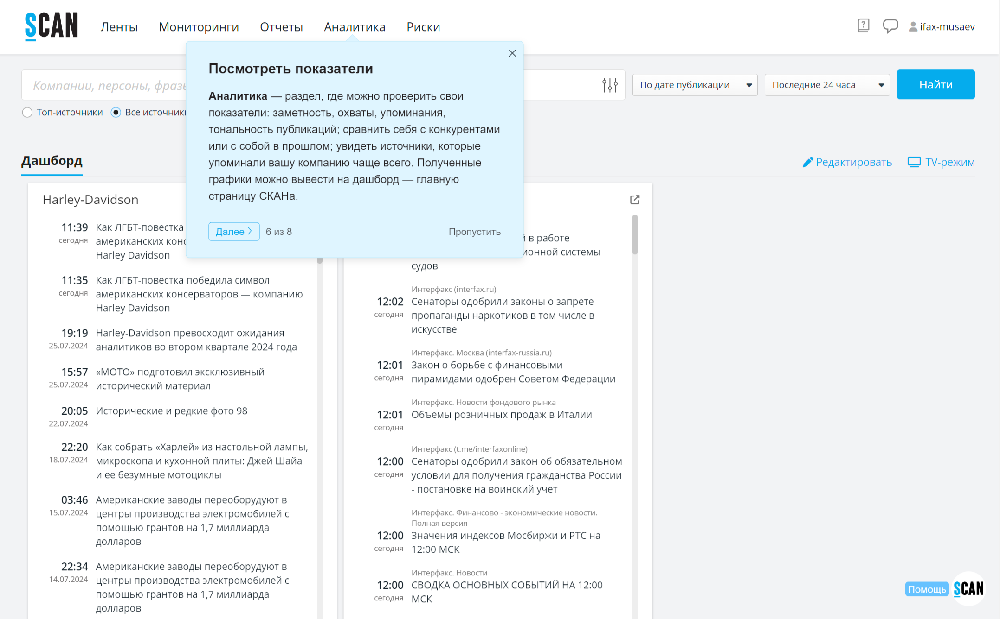 SCAN
Ленты
Мониторинги
Отчеты
Аналитика
Риски
ifax-musaev
Компании, персоны,
По дате публикации
Последние 24 часа
Найти
Топ-источники
Все источники
Посмотреть показатели
Аналитика — раздел, где можно проверить свои
показатели: заметность, охваты, упоминания,
тональность публикаций; сравнить себя с конкурентами
или с собой в прошлом; увидеть источники, которые
упоминали вашу компанию чаще всего. Полученные
графики можно вывести на дашборд — главную
страницу СКАНа.
Далее
6 из 8
Пропустить
Дашборд
Редактировать
TV-режим
Harley-Davidson
11:39
сегодня
Как ЛГБТ-повестка
американских
Harley Davidson
11:35
сегодня
Как ЛГБТ-повестка победила символ
американских консерваторов — компанию
Harley Davidson
19:19
25.07.2024
Harley-Davidson превосходит ожидания
аналитиков во втором квартале 2024 года
15:57
25.07.2024
«МОТО» подготовил эксклюзивный
исторический материал
20:05
22.07.2024
Исторические и редкие фото 98
22:20
18.07.2024
Как собрать «Харлей» из настольной лампы,
микроскопа и кухонной плиты: Джей Шайа
и ее безумные мотоциклы
03:46
15.07.2024
Американские заводы переоборудуют в
центры производства электромобилей с
помощью грантов на 1,7 миллиарда
долларов
22:34
14.07.2024
Американские заводы переоборудуют в
центры производства электромобилей с
помощью грантов на 1,7 миллиарда
долларов
в работе
системы
судов
Интерфакс (interfax.ru)
12:02
сегодня
Сенаторы одобрили законы о запрете
пропаганды наркотиков в том числе в
искусстве
Интерфакс. Москва (interfax-russia.ru)
12:01
сегодня
Закон о борьбе с финансовыми
пирамидами одобрен Советом Федерации
Интерфакс. Новости фондового рынка
12:01
сегодня
Объемы розничных продаж в Италии
Интерфакс (t.me/interfaxonline)
12:00
сегодня
Сенаторы одобрили закон об обязательном
условии для получения гражданства России
- постановке на воинский учет
Интерфакс. Финансово - экономические новости.
Полная версия
12:00
сегодня
Значения индексов Мосбиржи и РТС на
12:00 МСК
Интерфакс. Новости
12:00
сегодня
СВОДКА ОСНОВНЫХ СОБЫТИЙ НА 12:00
МСК
Помощь
SCAN